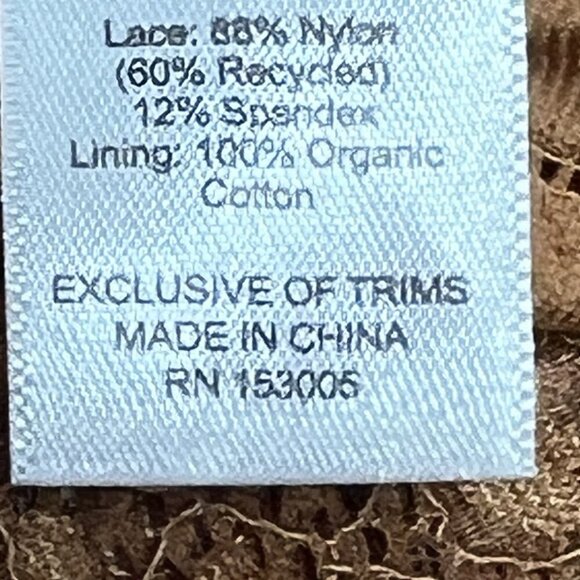 Lace: 88% Nylon
(60% Recycled)
12% Spandex
Lining: 100% Organic
Cotton
EXCLUSIVE OF TRIMS
MADE IN CHINA
RN 153005